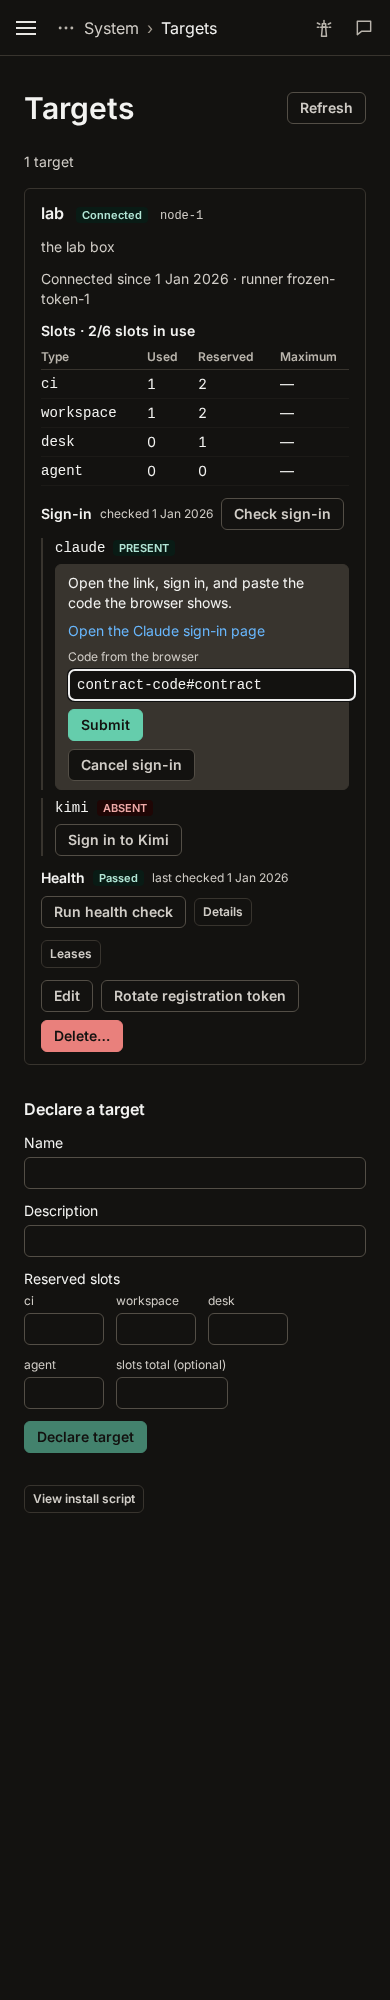 ··· System › Targets
Targets
Refresh
1 target
lab Connected node-1
the lab box
Connected since 1 Jan 2026 · runner frozen-
token-1
Slots · 2/6 slots in use
Type Used Reserved Maximum
ci 1 2 —
workspace 1 2 —
desk 0 1 —
agent 0 0 —
Sign-in checked 1 Jan 2026 Check sign-in
claude PRESENT
Open the link, sign in, and paste the
code the browser shows.
Open the Claude sign-in page
Code from the browser
contract-code#contract
Submit
Cancel sign-in
kimi ABSENT
Sign in to Kimi
Health Passed last checked 1 Jan 2026
Run health check Details
Leases
Edit Rotate registration token
Delete...
Declare a target
Name
Description
Reserved slots
ci workspace desk
agent slots total (optional)
Declare target
View install script